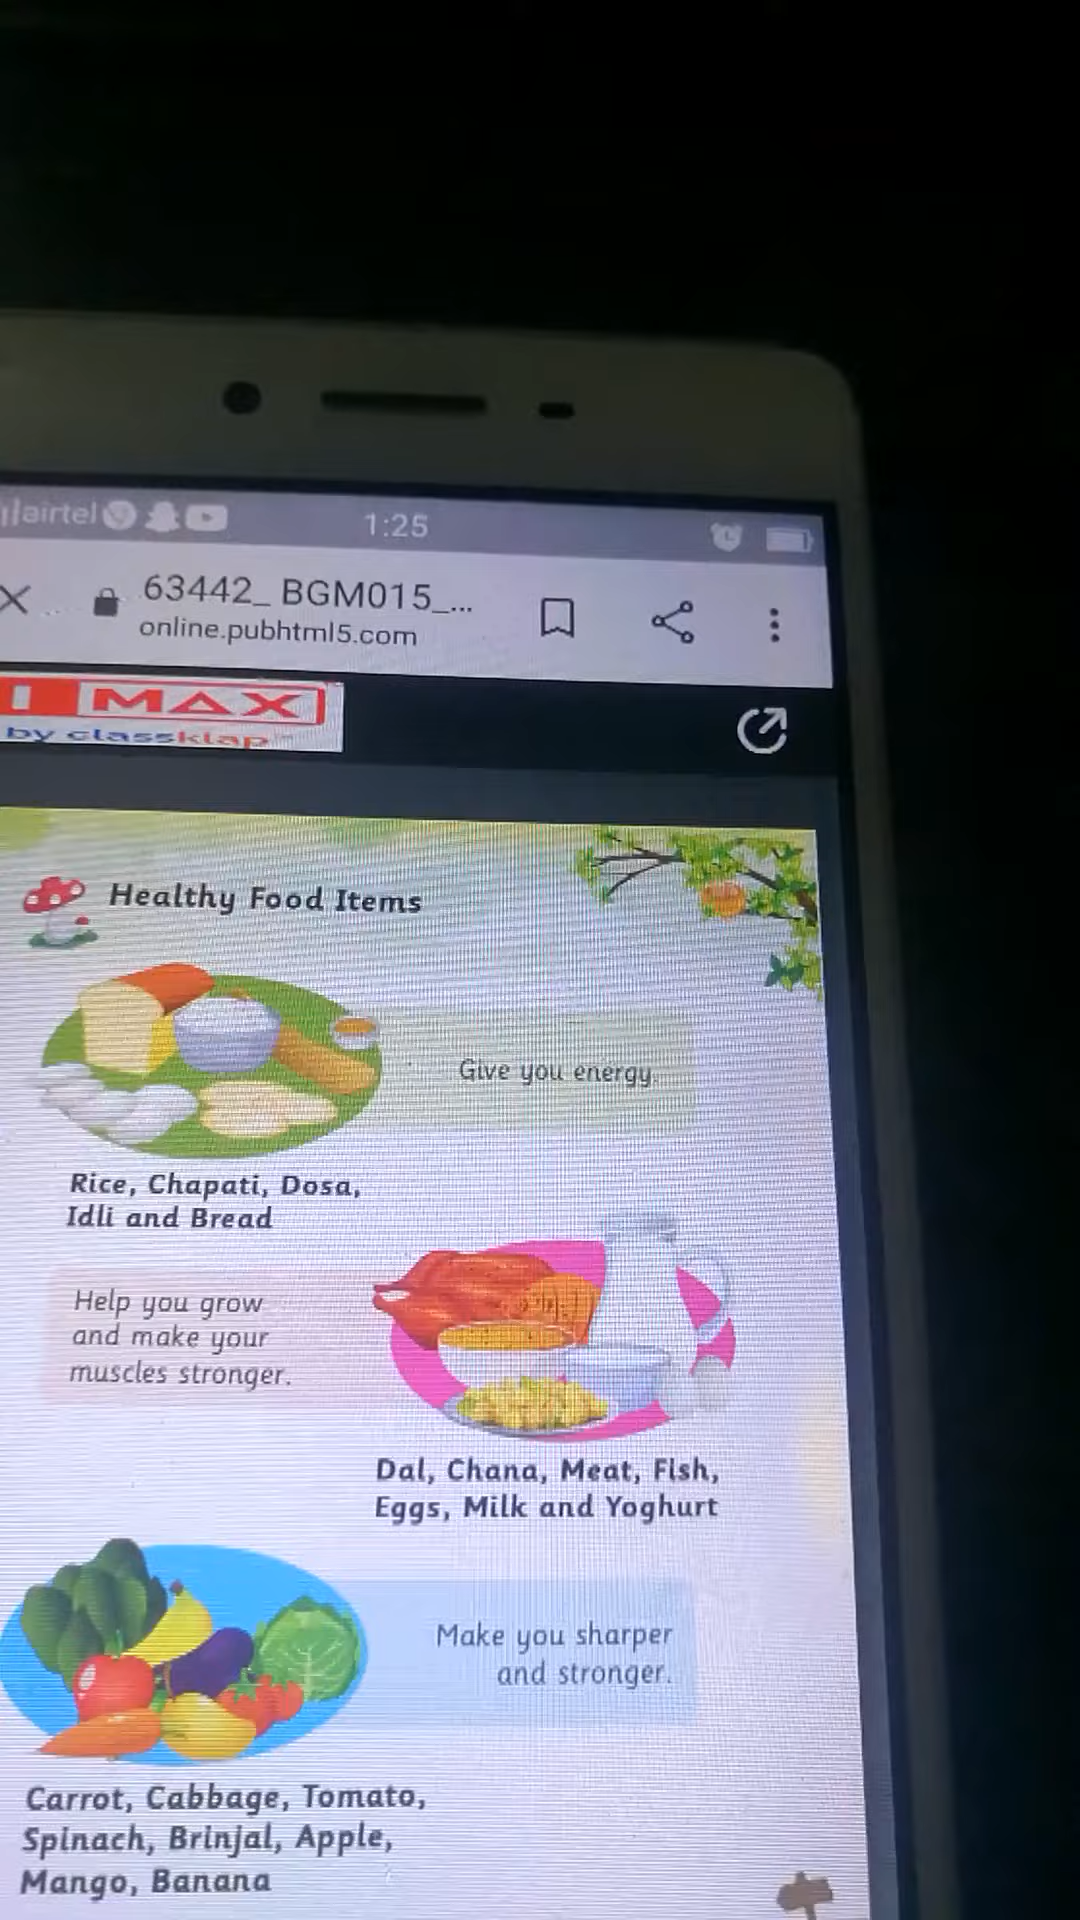 airtel
1:25
63442_ BGM015_...
online.pubhtml5.com
I MAX
by classklap™
Healthy Food Items
Give you energy.
Rice, Chapati, Dosa,
Idli and Bread
Help you grow
and make your
muscles stronger.
Dal, Chana, Meat, Fish,
Eggs, Milk and Yoghurt
Make you sharper
and stronger.
Carrot, Cabbage, Tomato,
Spinach, Brinjal, Apple,
Mango, Banana